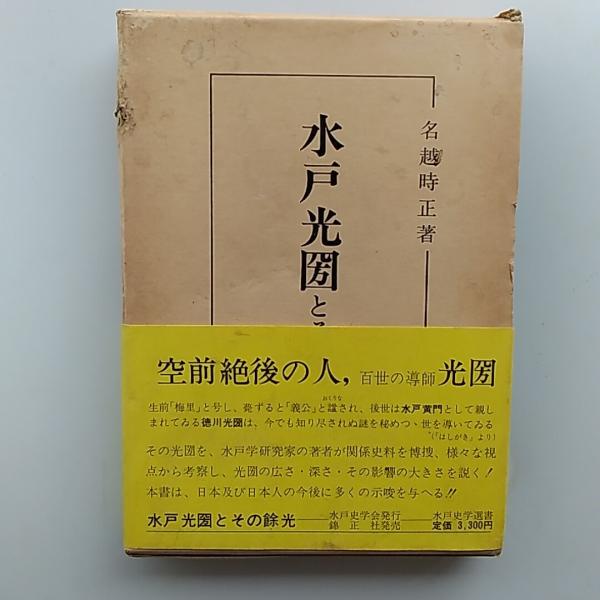 名越時正著
水戸光圀と
空前絶後の人，百世の導師 光圀
生前「梅里」と号し、薨ずると「義公」と諡され、後世は水戸黄門として親し
おくりな
まれてゐる徳川光圀は、今でも知り尽されぬ謎を秘めつゝ世を導いてゐる
（「はしがき」より）
その光圀を、水戸学研究家の著者が関係史料を博捜、様々な視
点から考察し、光圀の広さ・深さ・その影響の大きさを説く！
本書は、日本及び日本人の今後に多くの示唆を与へる!!
水戸光圀とその餘光 水戸史学会発行 水戸史学選書
錦正社発売 定価 3,300円